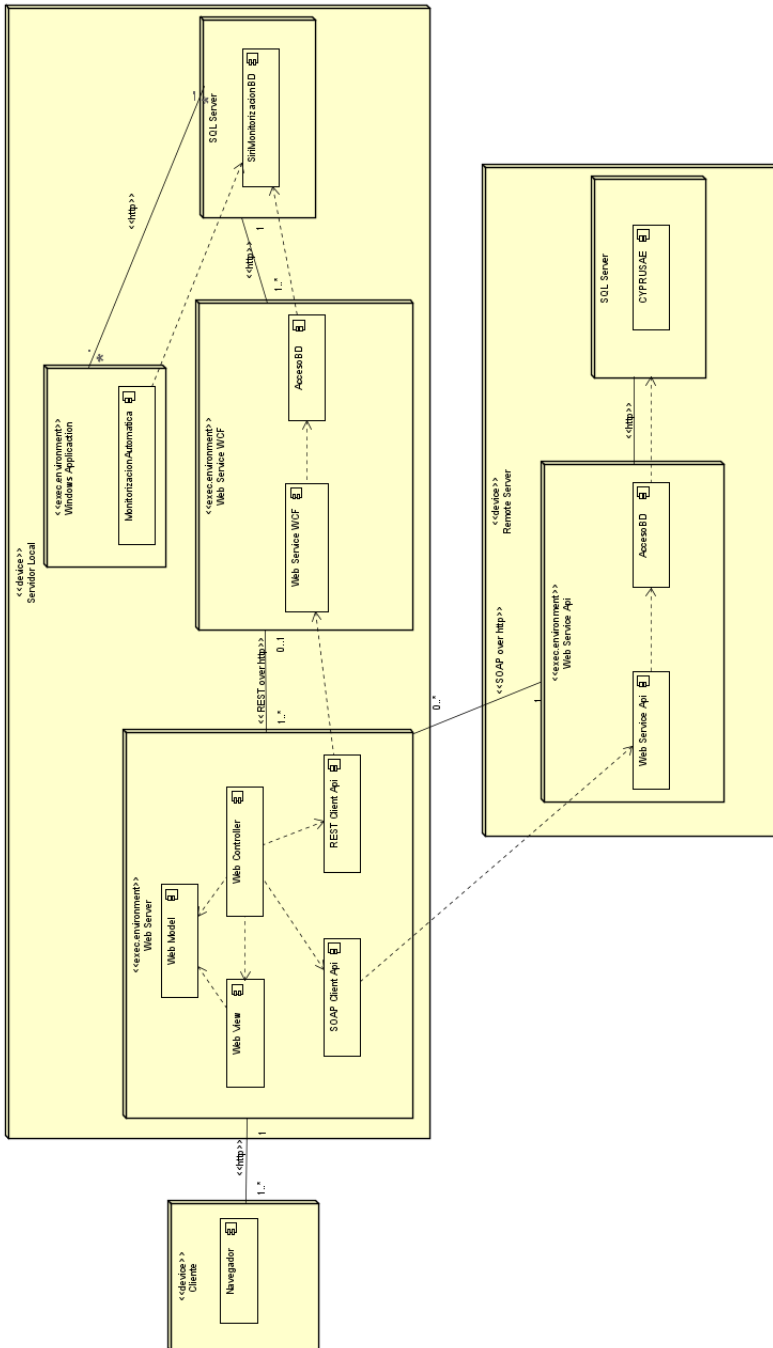 <<device>>
Cliente
Navegador
<<http>>
1..*
1
<<device>>
Servidor Local
<<exec.environment>>
Web Server
Web Model
Web View
Web Controller
SOAP Client Api
REST Client Api
<<REST over http>>
1..*
0..1
<<exec.environment>>
Web Service WCF
Web Service WCF
AccesoBD
<<exec.environment>>
Windows Applicaction
MonitorizacionAutomatica
<<http>>
*
*
<<http>>
1..*
1
SQL Server
SiriMonitorizacionBD
<<SOAP over http>>
0..*
1
<<device>>
Remote Server
<<exec.environment>>
Web Service Api
Web Service Api
AccesoBD
<<http>>
SQL Server
CYPRUSAE